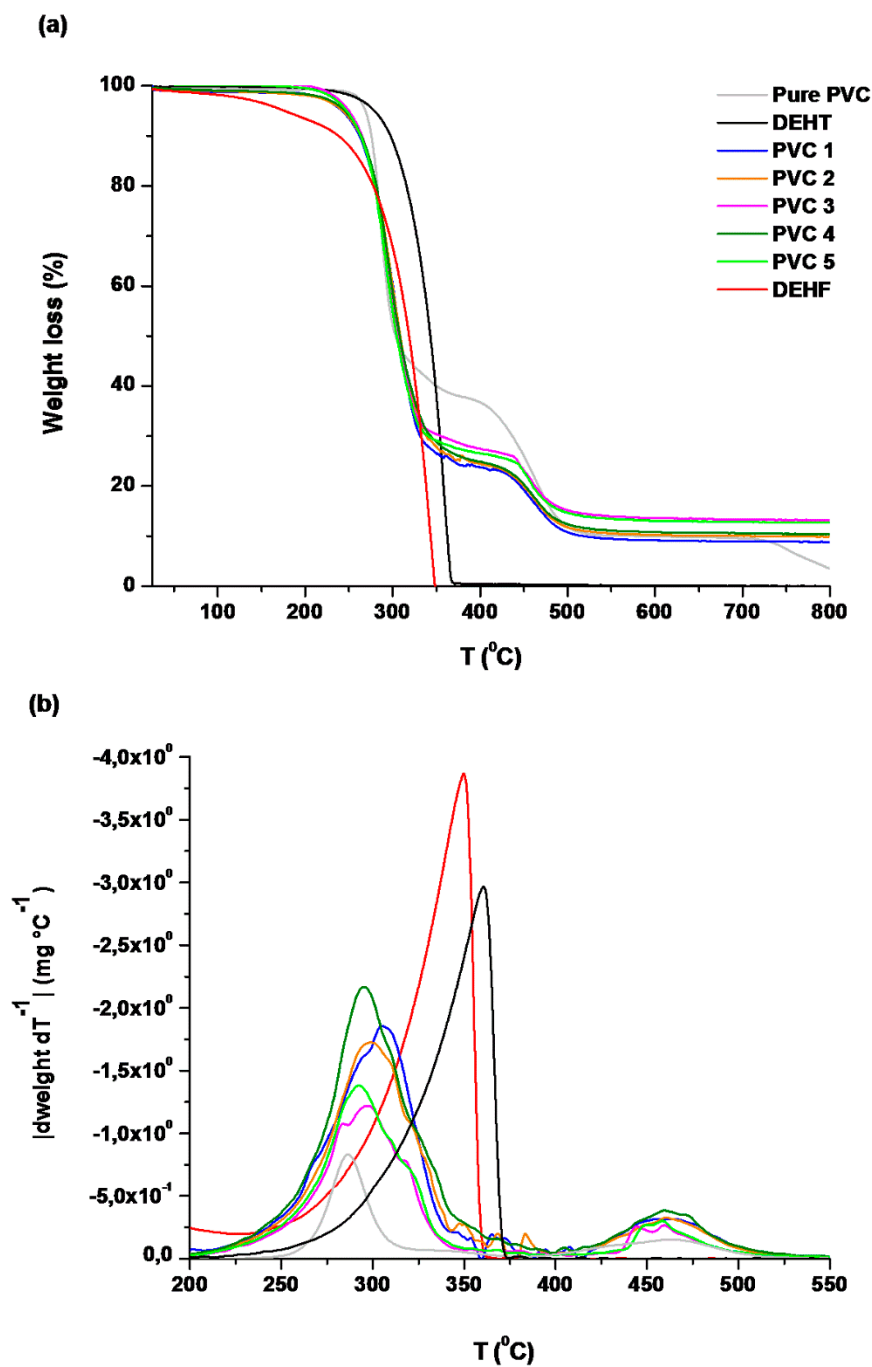 (a)
100
80
60
40
20
0
Weight loss (%)
100
200
300
400
500
600
700
800
T (⁰C)
Pure PVC
DEHT
PVC 1
PVC 2
PVC 3
PVC 4
PVC 5
DEHF
(b)
-4,0x10⁰
-3,5x10⁰
-3,0x10⁰
-2,5x10⁰
-2,0x10⁰
-1,5x10⁰
-1,0x10⁰
-5,0x10⁻¹
0,0
|dweight dT⁻¹| (mg °C⁻¹)
200
250
300
350
400
450
500
550
T (⁰C)